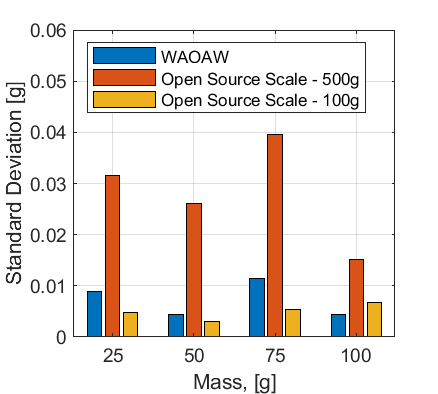 0.06
0.05
0.04
0.03
0.02
0.01
0
Standard Deviation [g]
WAOAW
Open Source Scale - 500g
Open Source Scale - 100g
25 50 75 100
Mass, [g]